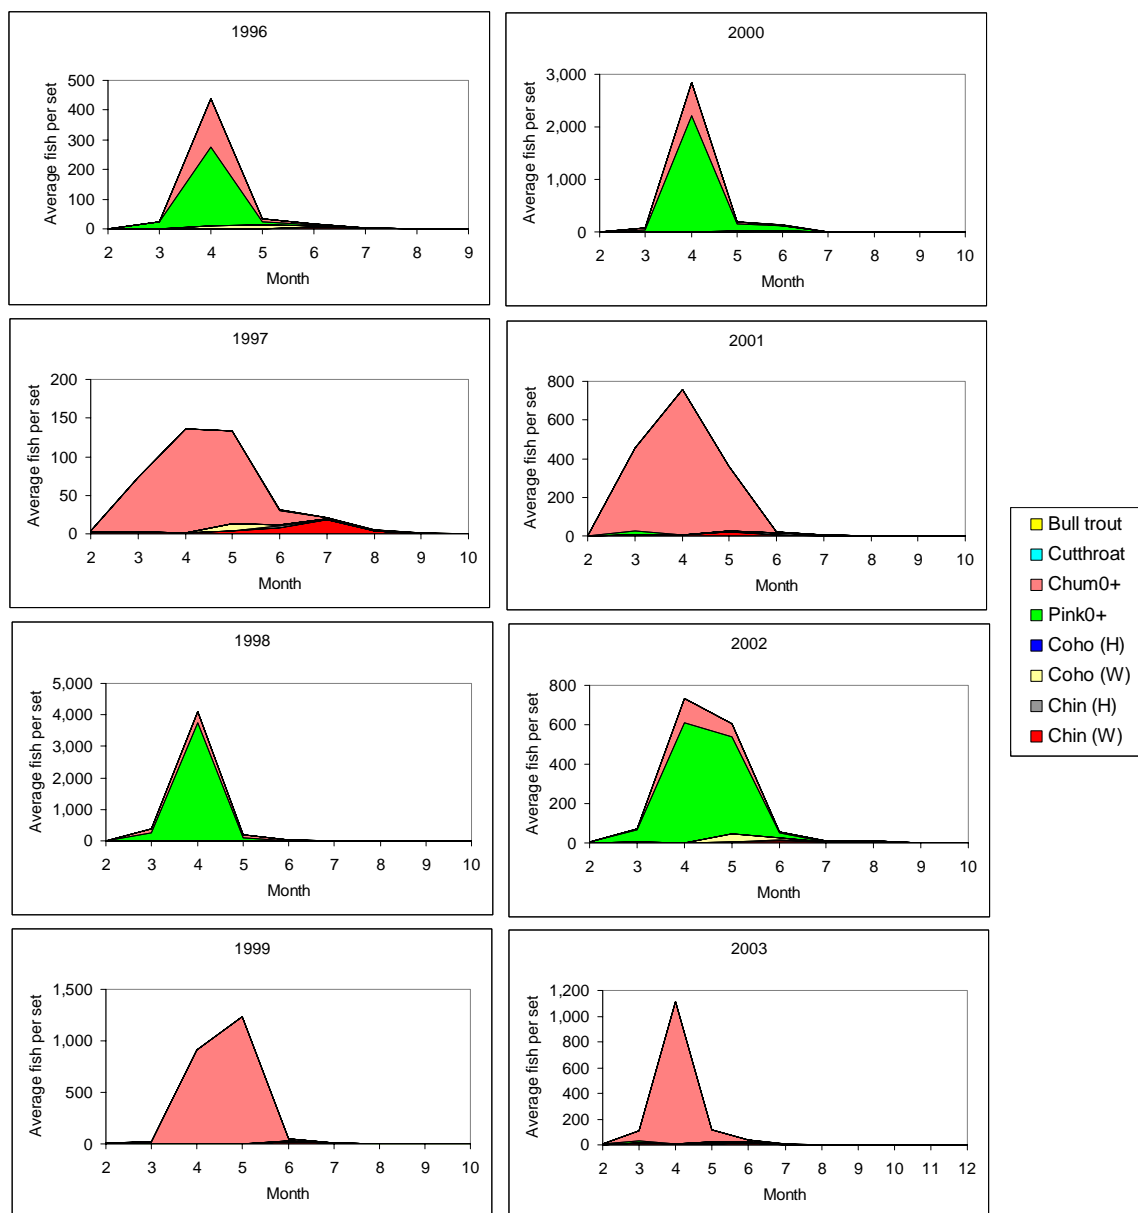 1996
Average fish per set
500
400
300
200
100
0
2 3 4 5 6 7 8 9
Month
2000
Average fish per set
3,000
2,000
1,000
0
2 3 4 5 6 7 8 9 10
Month
1997
Average fish per set
200
150
100
50
0
2 3 4 5 6 7 8 9 10
Month
2001
Average fish per set
800
600
400
200
0
2 3 4 5 6 7 8 9 10
Month
1998
Average fish per set
5,000
4,000
3,000
2,000
1,000
0
2 3 4 5 6 7 8 9 10
Month
2002
Average fish per set
800
600
400
200
0
2 3 4 5 6 7 8 9 10
Month
1999
Average fish per set
1,500
1,000
500
0
2 3 4 5 6 7 8 9 10
Month
2003
Average fish per set
1,200
1,000
800
600
400
200
0
2 3 4 5 6 7 8 9 10 11 12
Month
Bull trout
Cutthroat
Chum0+
Pink0+
Coho (H)
Coho (W)
Chin (H)
Chin (W)